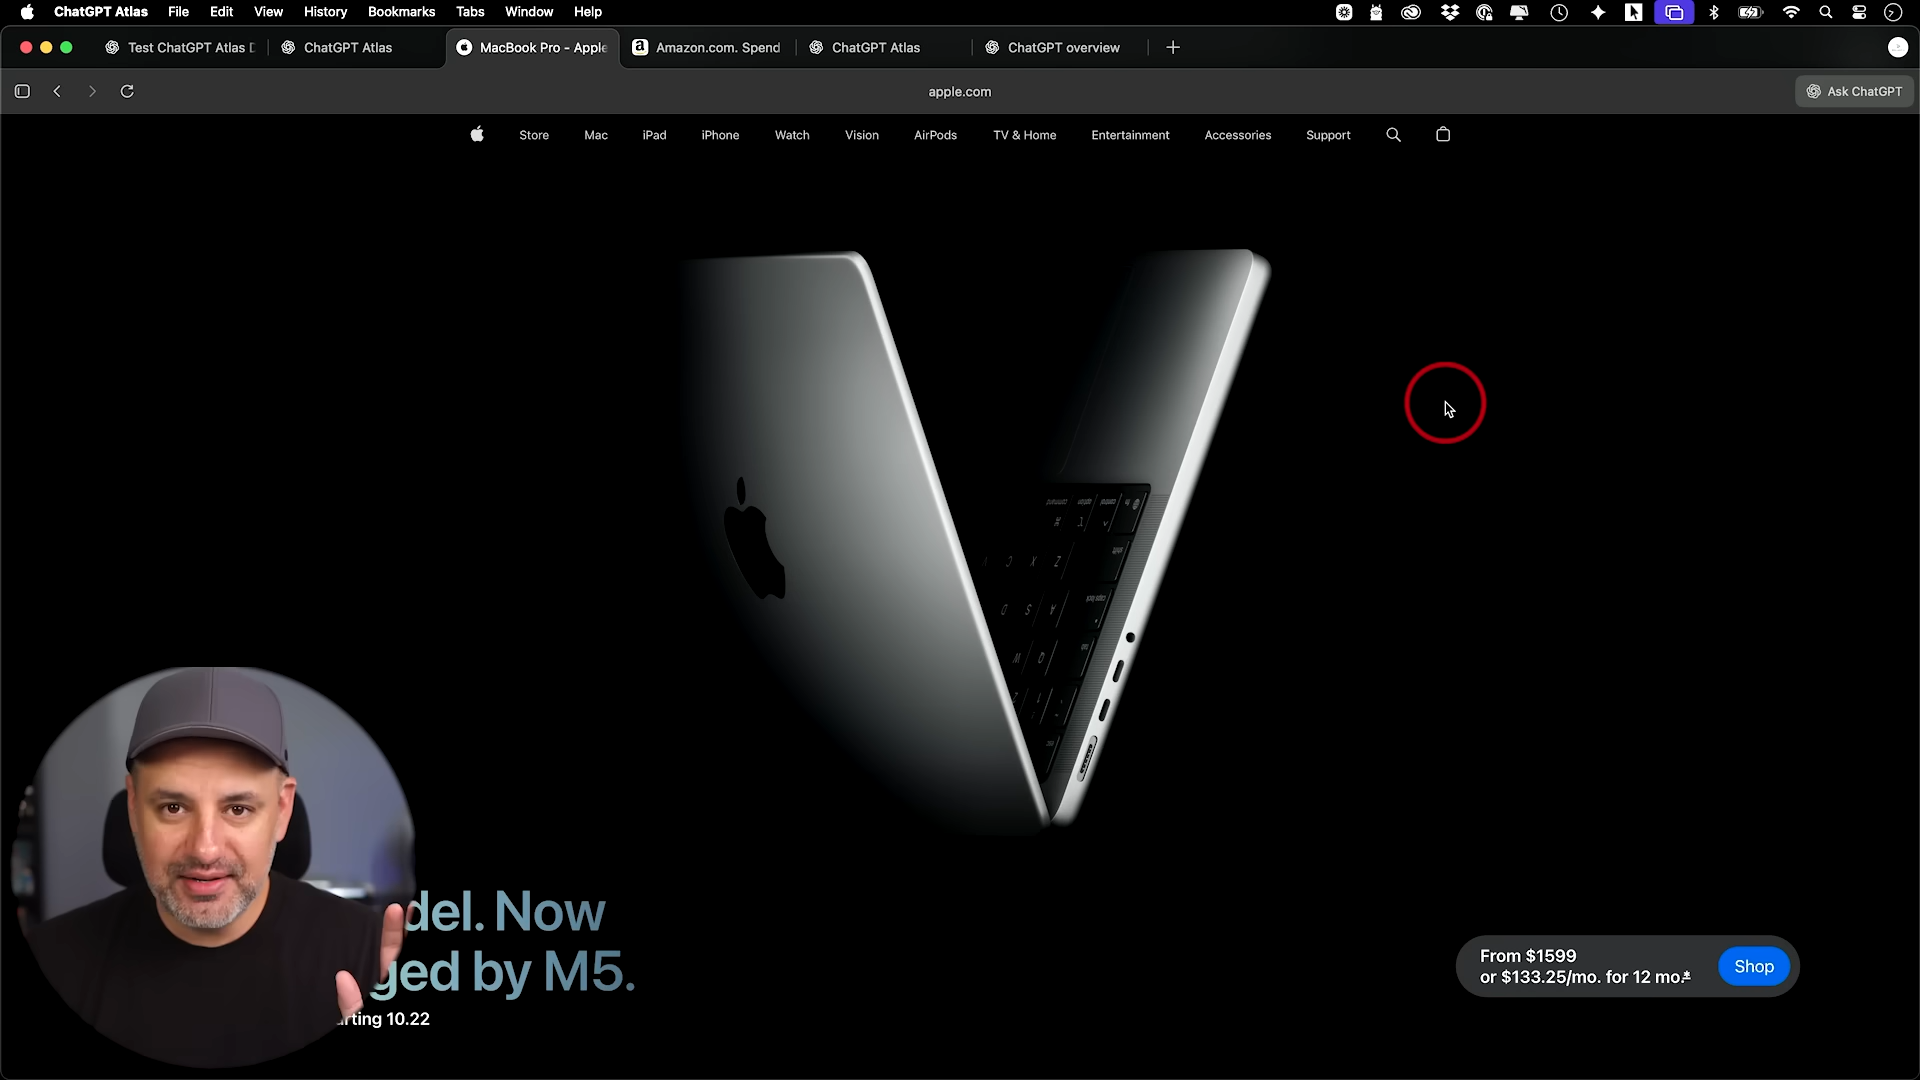 ChatGPT Atlas File Edit View History Bookmarks Tabs Window Help
Test ChatGPT Atlas ChatGPT Atlas MacBook Pro - Apple Amazon.com. Spend ChatGPT Atlas ChatGPT overview
apple.com
Ask ChatGPT
Store Mac iPad iPhone Watch Vision AirPods TV & Home Entertainment Accessories Support
del. Now
ged by M5.
rting 10.22
From $1599
or $133.25/mo. for 12 mo.*
Shop